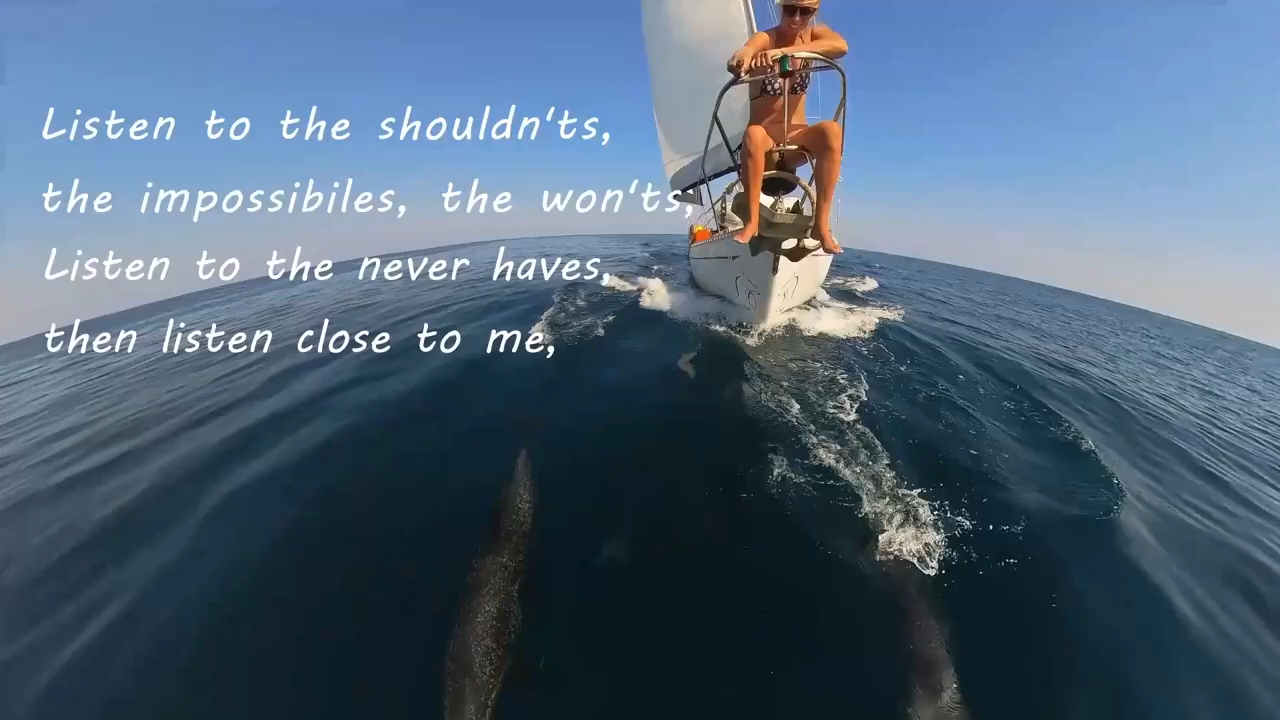 Listen to the shouldn'ts,
the impossibiles, the won'ts,
Listen to the never haves,
then listen close to me,